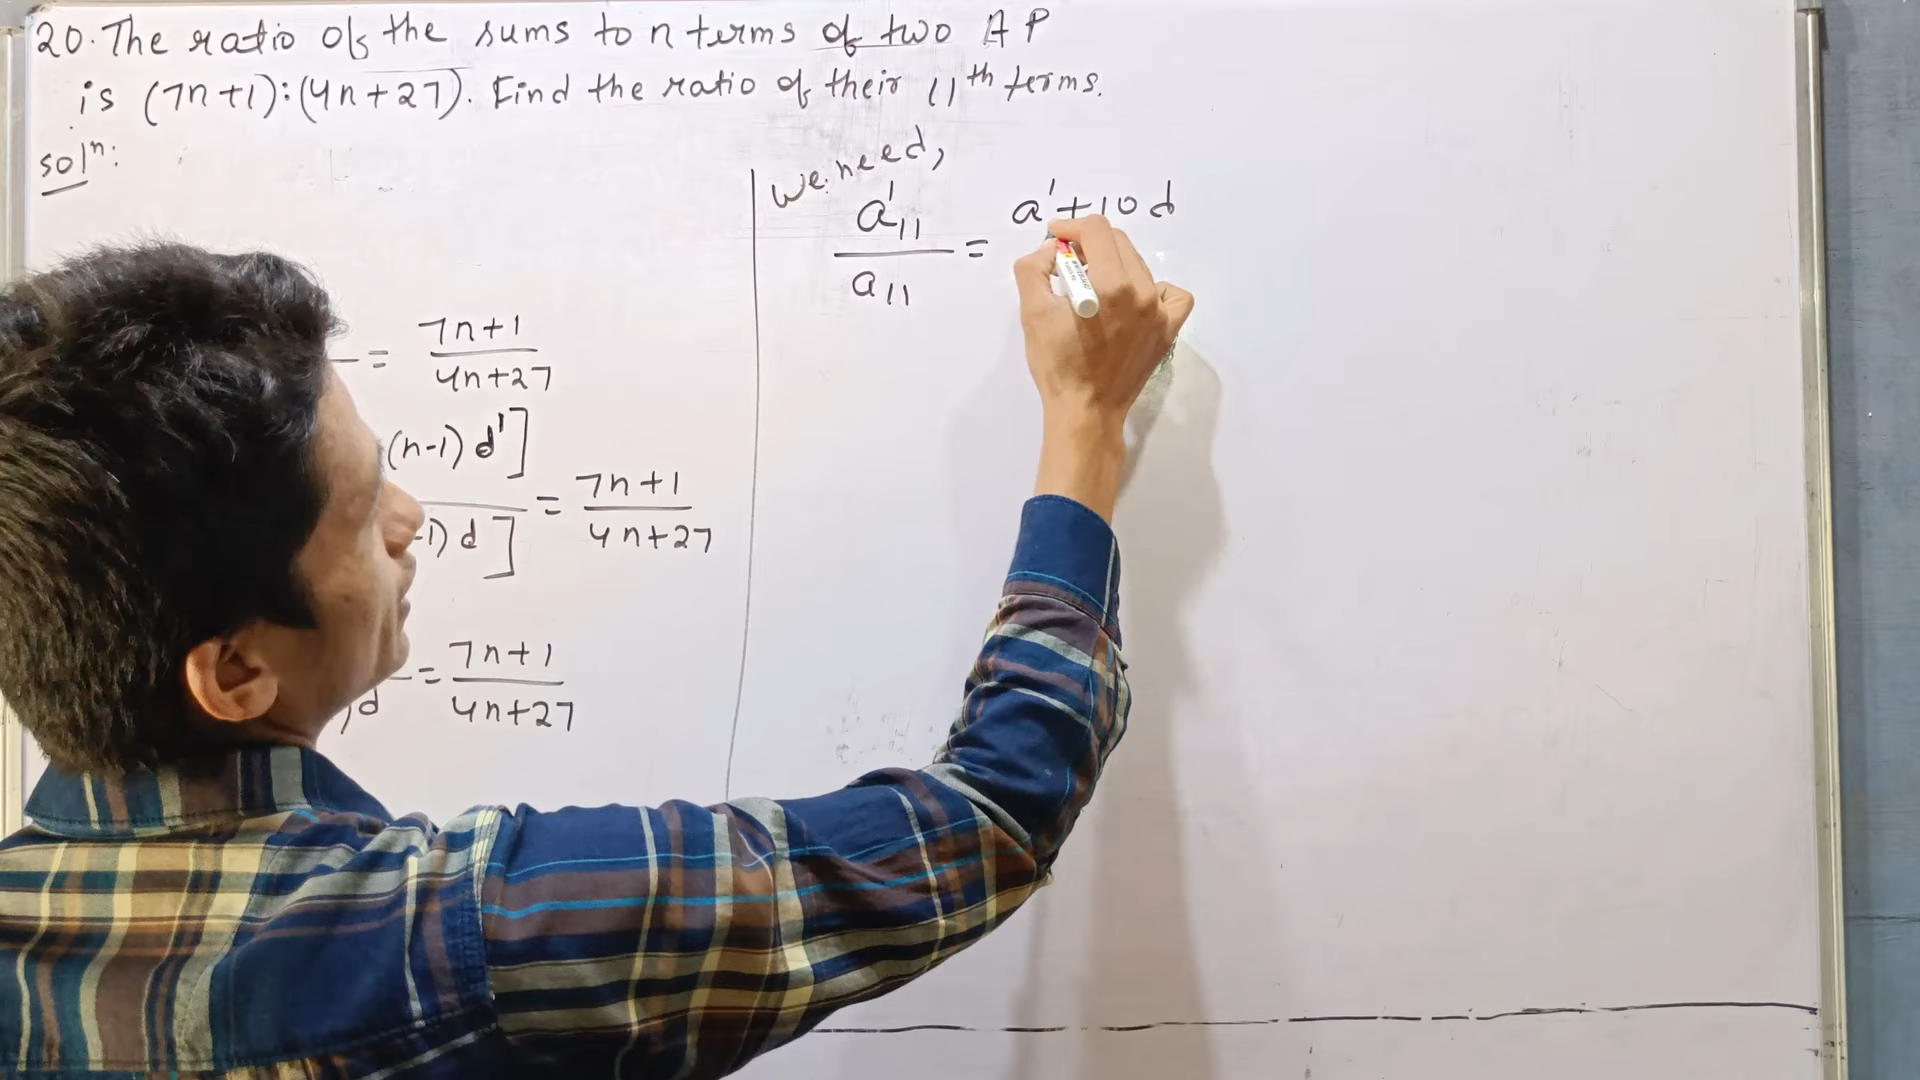 20. The ratio of the sums to n terms of two AP
is (7n+1):(4n+27). Find the ratio of their 11th terms.
solⁿ:
= 7n+1 / 4n+27
(n-1) d'] / -1) d ] = 7n+1 / 4n+27
)d = 7n+1 / 4n+27
we need,
a'₁₁ / a₁₁ = a'+10d